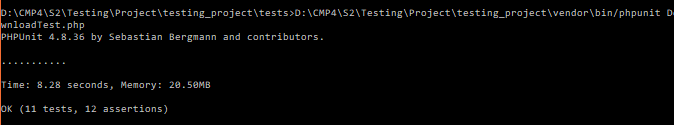 D:\CMP4\S2\Testing\Project\testing_project\tests>D:\CMP4\S2\Testing\Project\testing_project\vendor\bin/phpunit Do
wnloadTest.php
PHPUnit 4.8.36 by Sebastian Bergmann and contributors.
...........
Time: 8.28 seconds, Memory: 20.50MB
OK (11 tests, 12 assertions)